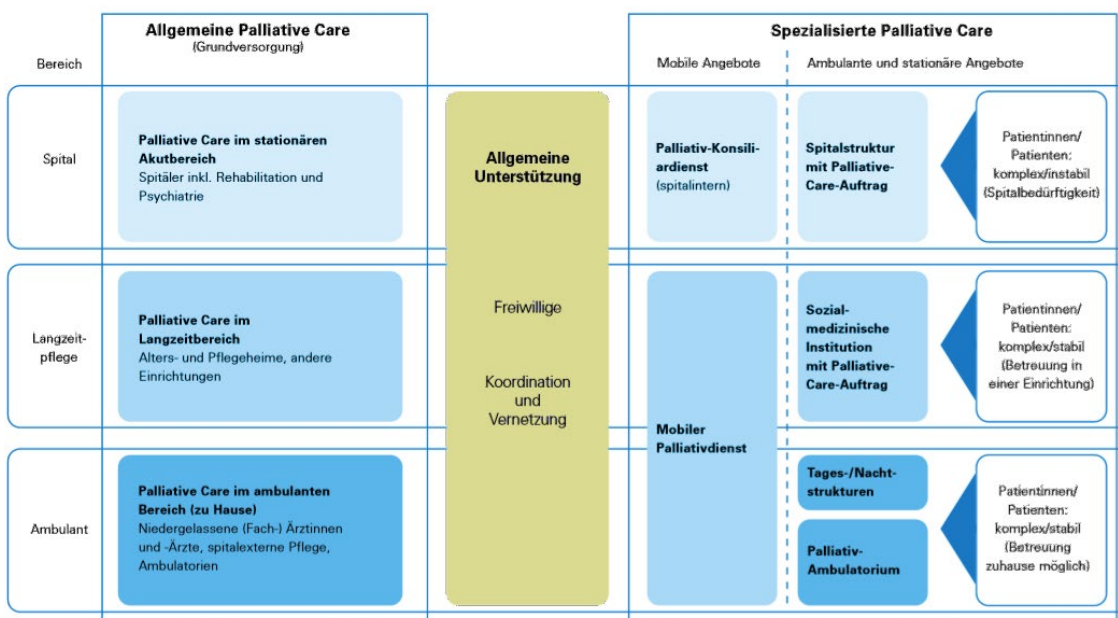 Allgemeine Palliative Care
(Grundversorgung)
Spezialisierte Palliative Care
Bereich
Mobile Angebote
Ambulante und stationäre Angebote
Spital
Palliative Care im stationären
Akutbereich
Spitäler inkl. Rehabilitation und
Psychiatrie
Allgemeine
Unterstützung
Palliativ-Konsili-
ardienst
(spitalintern)
Spitalstruktur
mit Palliative-
Care-Auftrag
Patientinnen/
Patienten:
komplex/instabil
(Spitalbedürftigkeit)
Langzeit-
pflege
Palliative Care im
Langzeitbereich
Alters- und Pflegeheime, andere
Einrichtungen
Freiwillige
Koordination
und
Vernetzung
Mobiler
Palliativdienst
Sozial-
medizinische
Institution
mit Palliative-
Care-Auftrag
Patientinnen/
Patienten:
komplex/stabil
(Betreuung in
einer Einrichtung)
Ambulant
Palliative Care im ambulanten
Bereich (zu Hause)
Niedergelassene (Fach-) Ärztinnen
und -Ärzte, spitalexterne Pflege,
Ambulatorien
Tages-/Nacht-
strukturen
Palliativ-
Ambulatorium
Patientinnen/
Patienten:
komplex/stabil
(Betreuung
zuhause möglich)